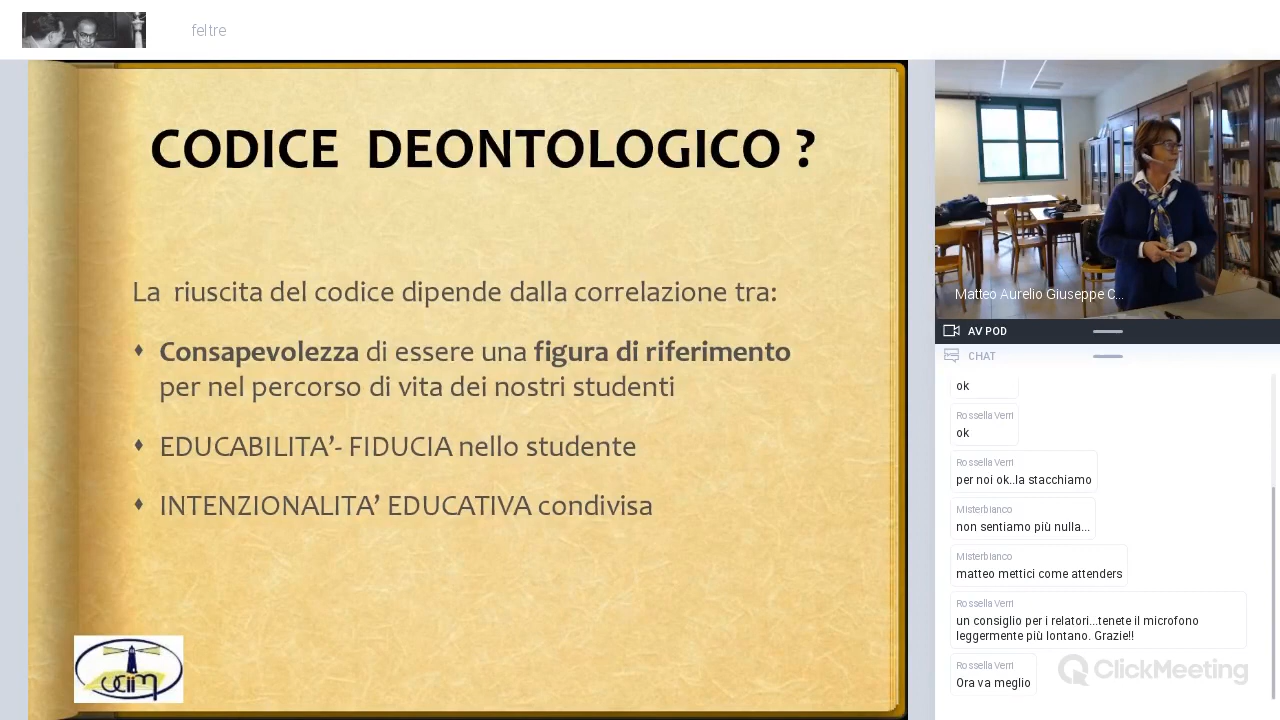 feltre
CODICE DEONTOLOGICO ?
La riuscita del codice dipende dalla correlazione tra:
Consapevolezza di essere una figura di riferimento
per nel percorso di vita dei nostri studenti
EDUCABILITA’- FIDUCIA nello studente
INTENZIONALITA’ EDUCATIVA condivisa
ucim
Matteo Aurelio Giuseppe C...
AV POD
CHAT
ok
Rossella Verri
ok
Rossella Verri
per noi ok..la stacchiamo
Misterbianco
non sentiamo più nulla...
Misterbianco
matteo mettici come attenders
Rossella Verri
un consiglio per i relatori...tenete il microfono
leggermente più lontano. Grazie!!
Rossella Verri
Ora va meglio
ClickMeeting